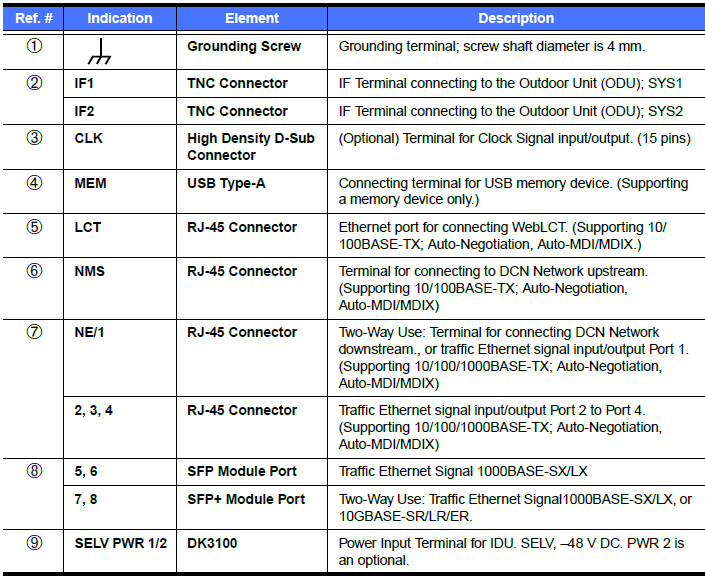 Ref. # Indication Element Description
① Grounding Screw Grounding terminal; screw shaft diameter is 4 mm.
② IF1 TNC Connector IF Terminal connecting to the Outdoor Unit (ODU); SYS1
IF2 TNC Connector IF Terminal connecting to the Outdoor Unit (ODU); SYS2
③ CLK High Density D-Sub (Optional) Terminal for Clock Signal input/output. (15 pins)
Connector
④ MEM USB Type-A Connecting terminal for USB memory device. (Supporting
a memory device only.)
⑤ LCT RJ-45 Connector Ethernet port for connecting WebLCT. (Supporting 10/
100BASE-TX; Auto-Negotiation, Auto-MDI/MDIX.)
⑥ NMS RJ-45 Connector Terminal for connecting to DCN Network upstream.
(Supporting 10/100BASE-TX; Auto-Negotiation,
Auto-MDI/MDIX)
⑦ NE/1 RJ-45 Connector Two-Way Use: Terminal for connecting DCN Network
downstream., or traffic Ethernet signal input/output Port 1.
(Supporting 10/100/1000BASE-TX; Auto-Negotiation,
Auto-MDI/MDIX)
2, 3, 4 RJ-45 Connector Traffic Ethernet signal input/output Port 2 to Port 4.
(Supporting 10/100/1000BASE-TX; Auto-Negotiation,
Auto-MDI/MDIX)
⑧ 5, 6 SFP Module Port Traffic Ethernet Signal 1000BASE-SX/LX
7, 8 SFP+ Module Port Two-Way Use: Traffic Ethernet Signal1000BASE-SX/LX, or
10GBASE-SR/LR/ER.
⑨ SELV PWR 1/2 DK3100 Power Input Terminal for IDU. SELV, –48 V DC. PWR 2 is
an optional.